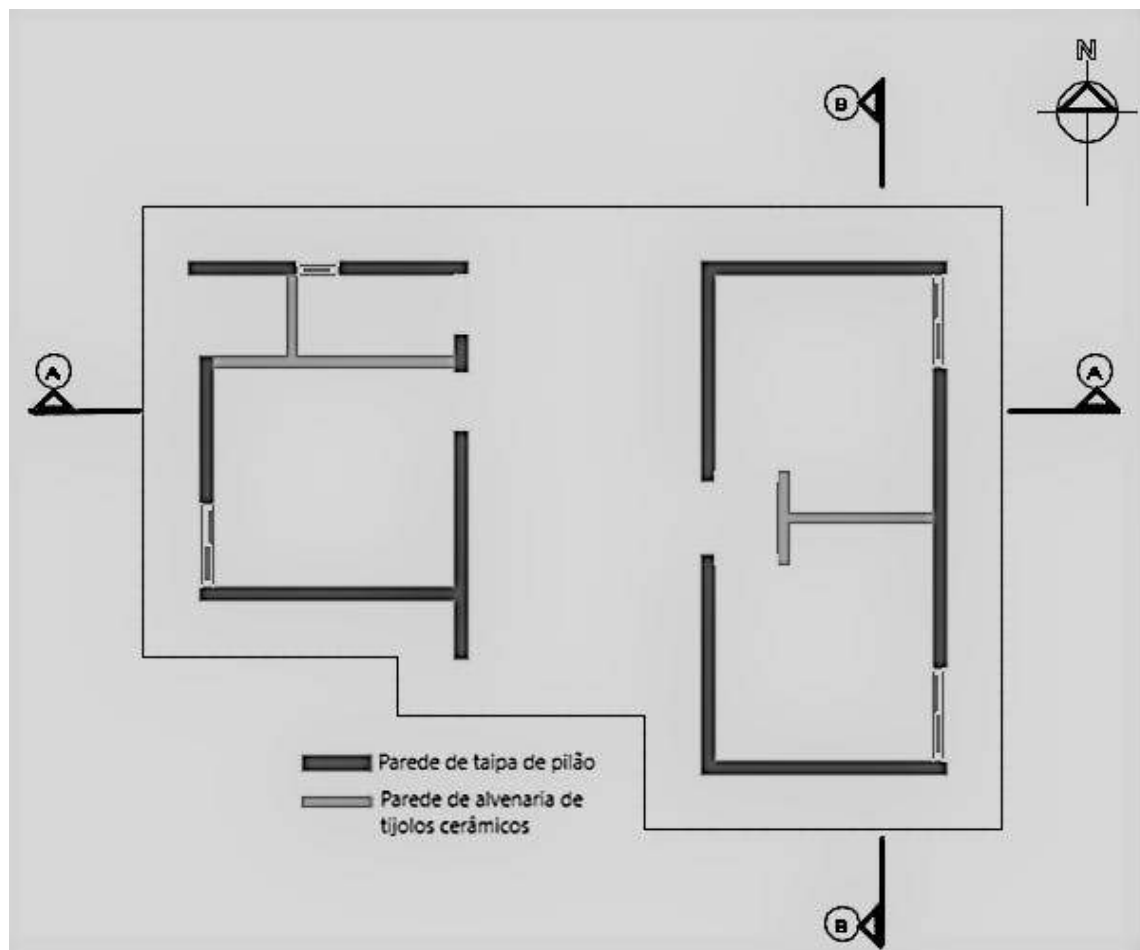 N
B
A
A
Parede de taipa de pilão
Parede de alvenaria de
tijolos cerâmicos
B